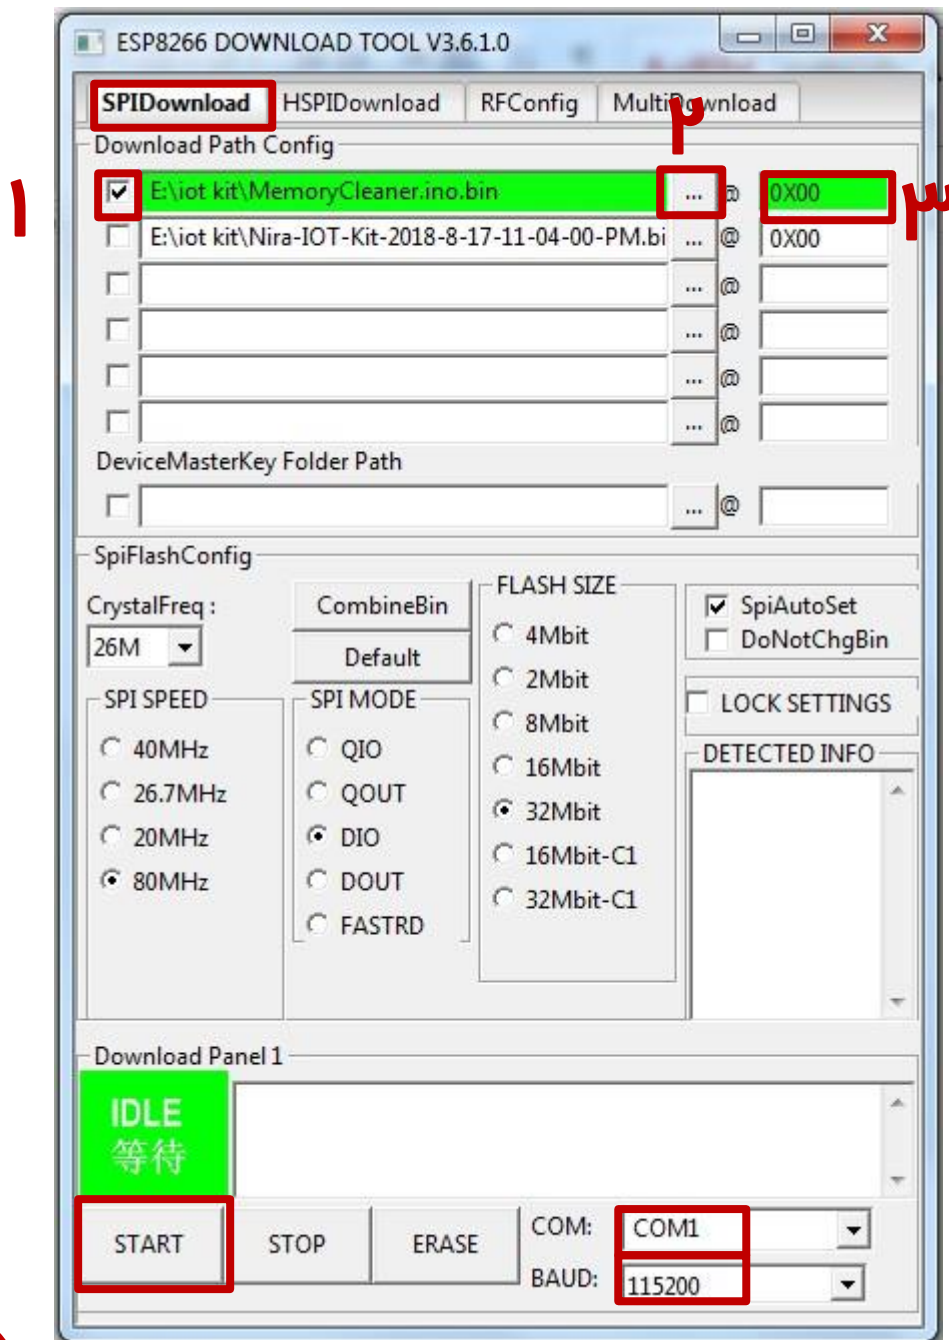 ESP8266 DOWNLOAD TOOL V3.6.1.0
SPIDownload HSPIDownload RFConfig MultiDownload
۲
Download Path Config
۱ E:\iot kit\MemoryCleaner.ino.bin ... @ 0X00 ۳
E:\iot kit\Nira-IOT-Kit-2018-8-17-11-04-00-PM.bi ... @ 0X00
... @
... @
... @
... @
DeviceMasterKey Folder Path
... @
SpiFlashConfig
CrystalFreq :
26M
CombineBin
Default
SPI SPEED
40MHz
26.7MHz
20MHz
80MHz
SPI MODE
QIO
QOUT
DIO
DOUT
FASTRD
FLASH SIZE
4Mbit
2Mbit
8Mbit
16Mbit
32Mbit
16Mbit-C1
32Mbit-C1
SpiAutoSet
DoNotChgBin
LOCK SETTINGS
DETECTED INFO
Download Panel 1
IDLE
等待
START STOP ERASE
COM: COM1
BAUD: 115200